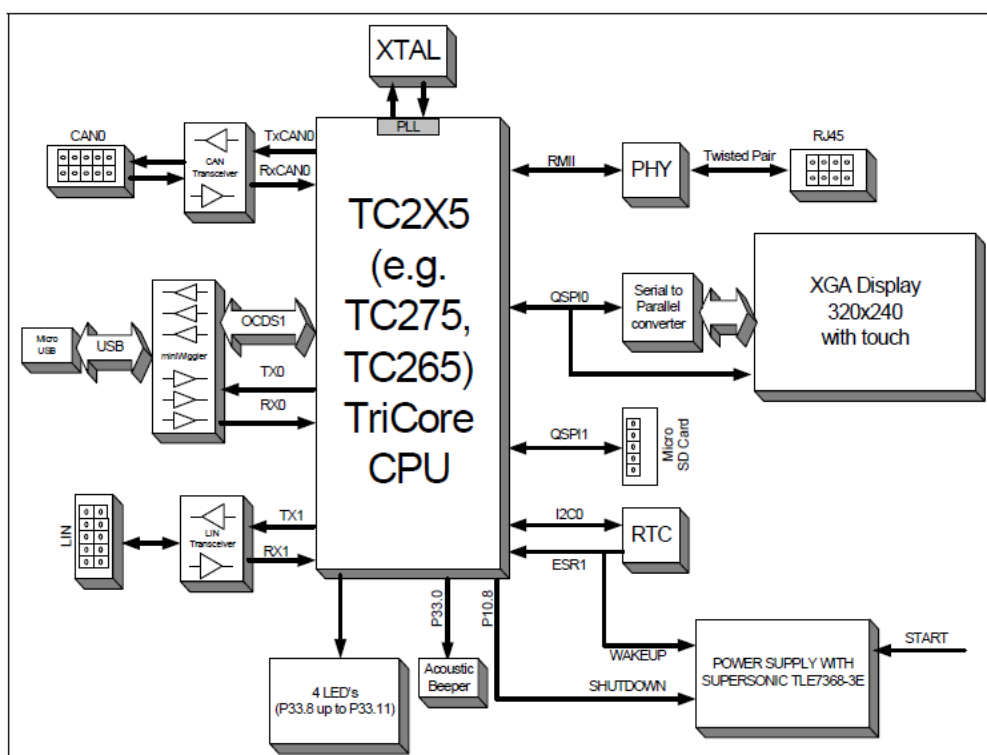 XTAL
PLL
CAN0
CAN
Transceiver
TxCAN0
RxCAN0
TC2X5
(e.g.
TC275,
TC265)
TriCore
CPU
RMII
PHY
Twisted Pair
RJ45
Micro
USB
USB
miniWiggler
OCDS1
TX0
RX0
QSPI0
Serial to
Parallel
converter
XGA Display
320x240
with touch
QSPI1
Micro
SD Card
LIN
LIN
Transceiver
TX1
RX1
I2C0
ESR1
RTC
P33.0
P10.8
4 LED's
(P33.8 up to P33.11)
Acoustic
Beeper
WAKEUP
SHUTDOWN
POWER SUPPLY WITH
SUPERSONIC TLE7368-3E
START